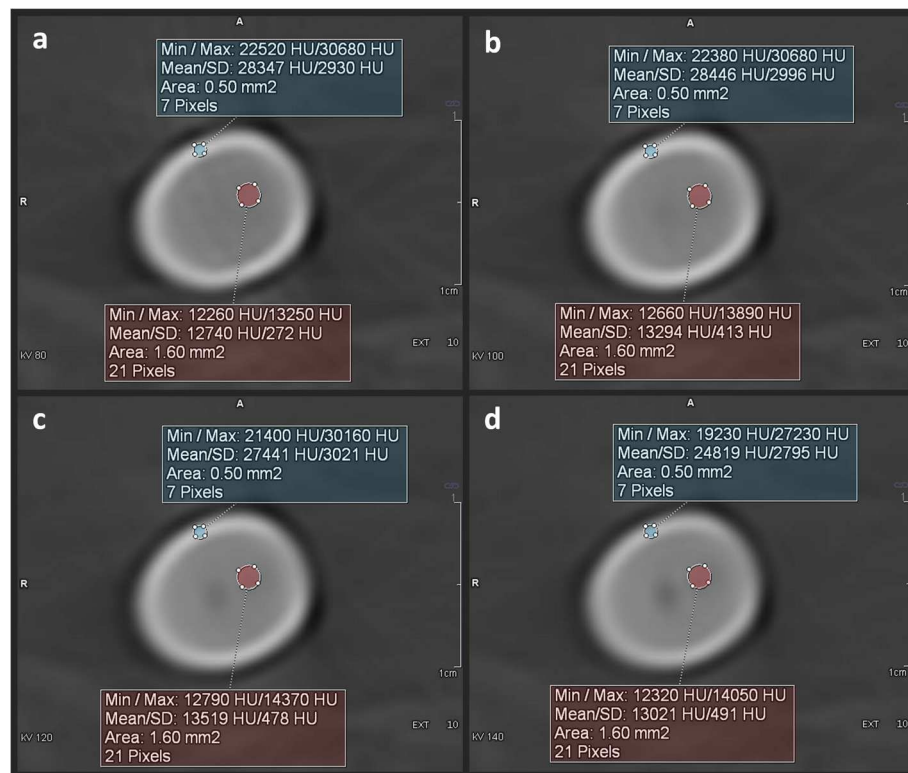 a
A
Min / Max: 22520 HU/30680 HU
Mean/SD: 28347 HU/2930 HU
Area: 0.50 mm2
7 Pixels
1
R
1cm
Min / Max: 12260 HU/13250 HU
Mean/SD: 12740 HU/272 HU
Area: 1.60 mm2
21 Pixels
kV 80
EXT 10
b
A
Min / Max: 22380 HU/30680 HU
Mean/SD: 28446 HU/2996 HU
Area: 0.50 mm2
7 Pixels
1
R
1cm
Min / Max: 12660 HU/13890 HU
Mean/SD: 13294 HU/413 HU
Area: 1.60 mm2
21 Pixels
kV 100
EXT 10
c
A
Min / Max: 21400 HU/30160 HU
Mean/SD: 27441 HU/3021 HU
Area: 0.50 mm2
7 Pixels
1
R
1cm
Min / Max: 12790 HU/14370 HU
Mean/SD: 13519 HU/478 HU
Area: 1.60 mm2
21 Pixels
kV 120
EXT 10
d
A
Min / Max: 19230 HU/27230 HU
Mean/SD: 24819 HU/2795 HU
Area: 0.50 mm2
7 Pixels
1
R
1cm
Min / Max: 12320 HU/14050 HU
Mean/SD: 13021 HU/491 HU
Area: 1.60 mm2
21 Pixels
kV 140
EXT 10